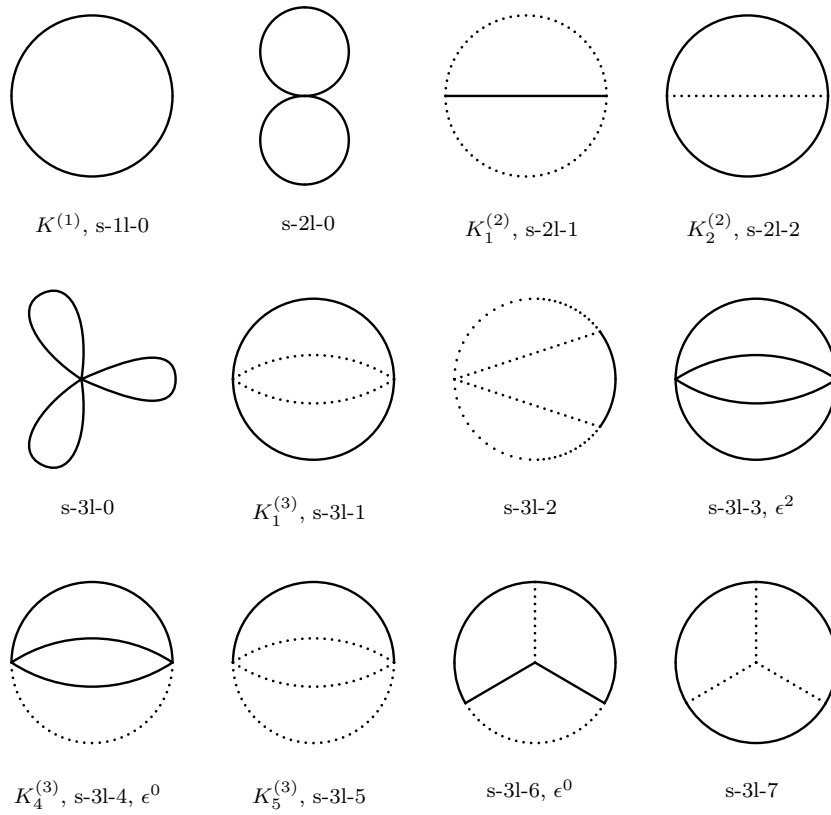 K^{(1)}, s-1l-0
s-2l-0
K_1^{(2)}, s-2l-1
K_2^{(2)}, s-2l-2
s-3l-0
K_1^{(3)}, s-3l-1
s-3l-2
s-3l-3, ϵ^2
K_4^{(3)}, s-3l-4, ϵ^0
K_5^{(3)}, s-3l-5
s-3l-6, ϵ^0
s-3l-7